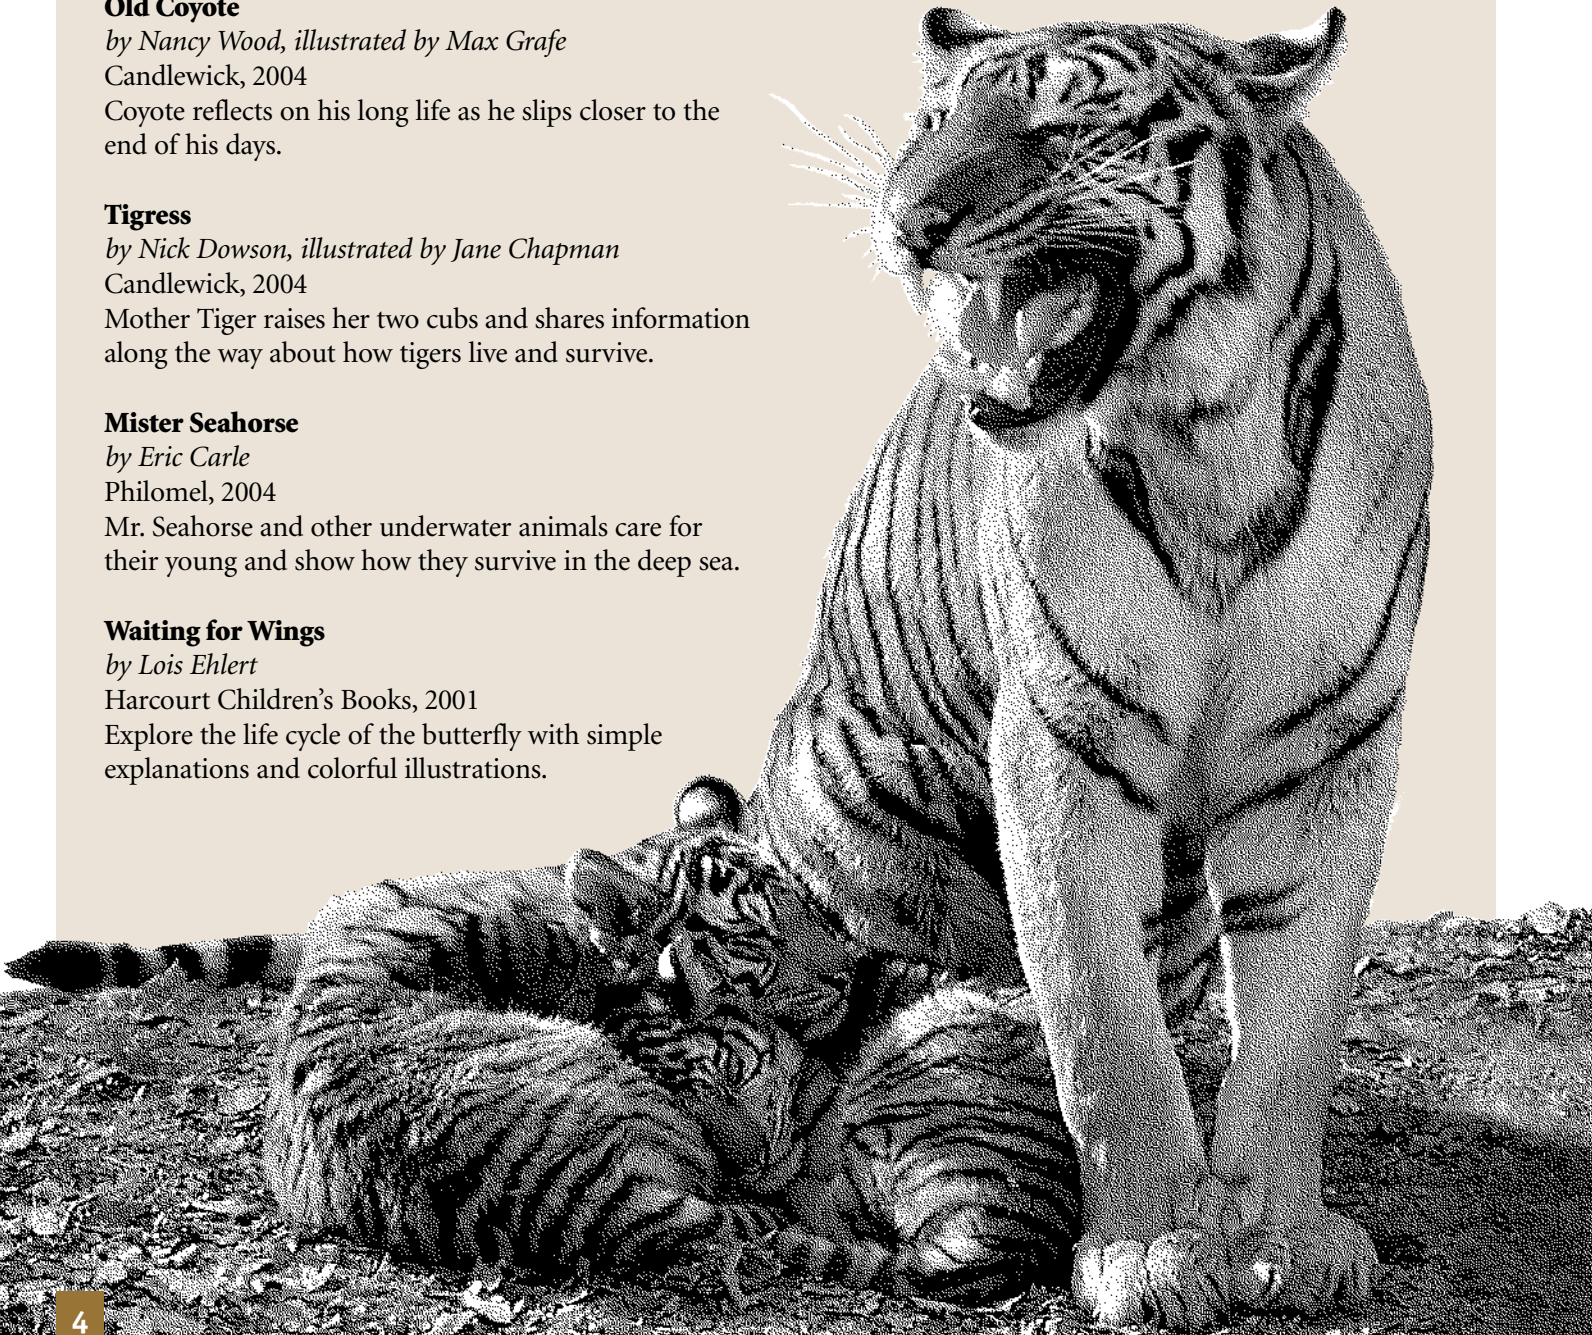 Old Coyote
by Nancy Wood, illustrated by Max Grafe
Candlewick, 2004
Coyote reflects on his long life as he slips closer to the
end of his days.
Tigress
by Nick Dowson, illustrated by Jane Chapman
Candlewick, 2004
Mother Tiger raises her two cubs and shares information
along the way about how tigers live and survive.
Mister Seahorse
by Eric Carle
Philomel, 2004
Mr. Seahorse and other underwater animals care for
their young and show how they survive in the deep sea.
Waiting for Wings
by Lois Ehlert
Harcourt Children’s Books, 2001
Explore the life cycle of the butterfly with simple
explanations and colorful illustrations.
4